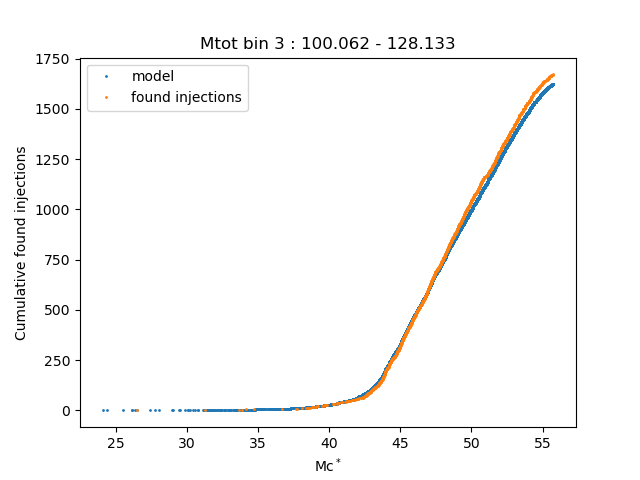 Mtot bin 3 : 100.062 - 128.133
model
found injections
Cumulative found injections
1750
1500
1250
1000
750
500
250
0
25 30 35 40 45 50 55
Mc*